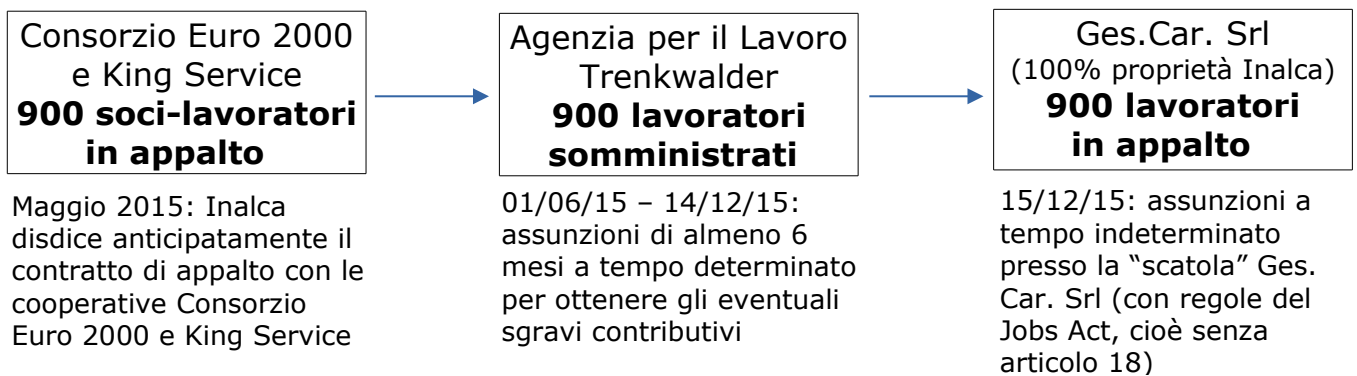 Consorzio Euro 2000
e King Service
900 soci-lavoratori
in appalto
Maggio 2015: Inalca
disdice anticipatamente il
contratto di appalto con le
cooperative Consorzio
Euro 2000 e King Service
Agenzia per il Lavoro
Trenkwalder
900 lavoratori
somministrati
01/06/15 – 14/12/15:
assunzioni di almeno 6
mesi a tempo determinato
per ottenere gli eventuali
sgravi contributivi
Ges.Car. Srl
(100% proprietà Inalca)
900 lavoratori
in appalto
15/12/15: assunzioni a
tempo indeterminato
presso la “scatola” Ges.
Car. Srl (con regole del
Jobs Act, cioè senza
articolo 18)